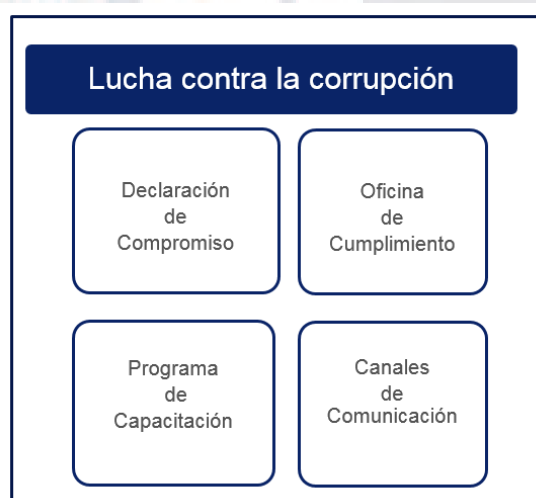 Lucha contra la corrupción
Declaración
de
Compromiso
Oficina
de
Cumplimiento
Programa
de
Capacitación
Canales
de
Comunicación